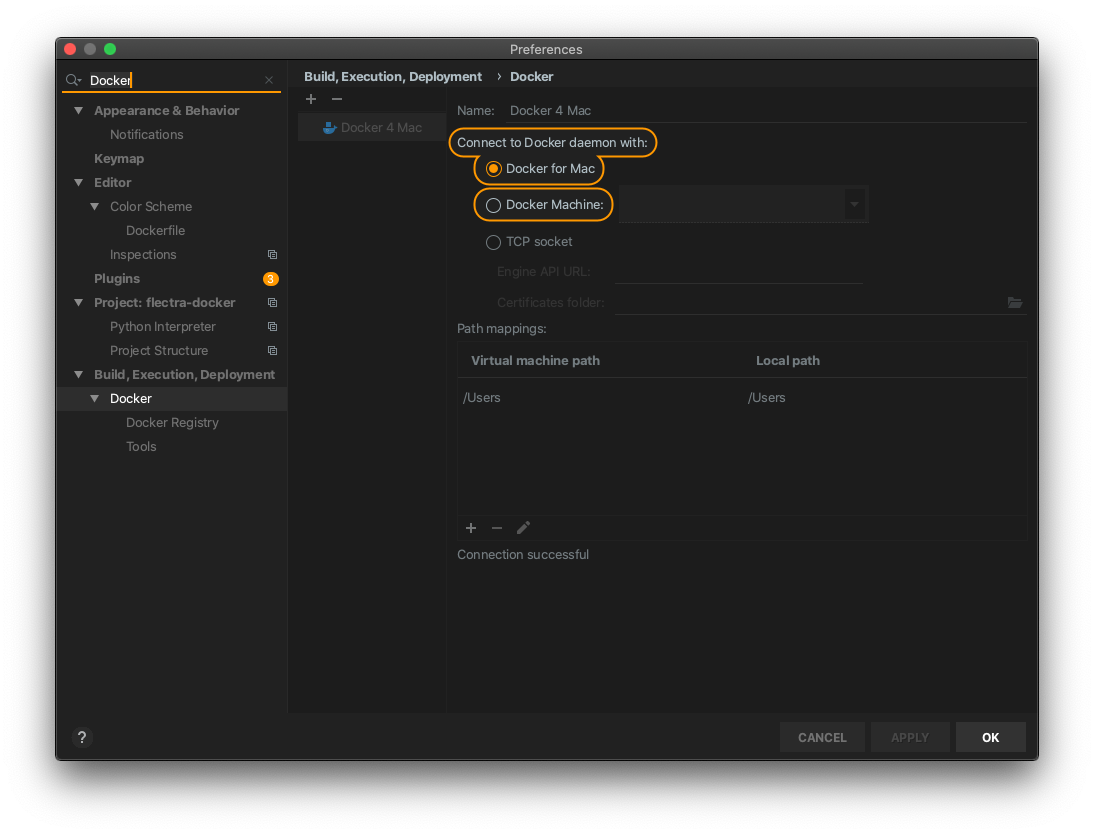 Preferences
Docker
Appearance & Behavior
Notifications
Keymap
Editor
Color Scheme
Dockerfile
Inspections
Plugins 3
Project: flectra-docker
Python Interpreter
Project Structure
Build, Execution, Deployment
Docker
Docker Registry
Tools
Build, Execution, Deployment › Docker
Docker 4 Mac
Name: Docker 4 Mac
Connect to Docker daemon with:
Docker for Mac
Docker Machine:
TCP socket
Engine API URL:
Certificates folder:
Path mappings:
Virtual machine path Local path
/Users /Users
Connection successful
?
CANCEL APPLY OK